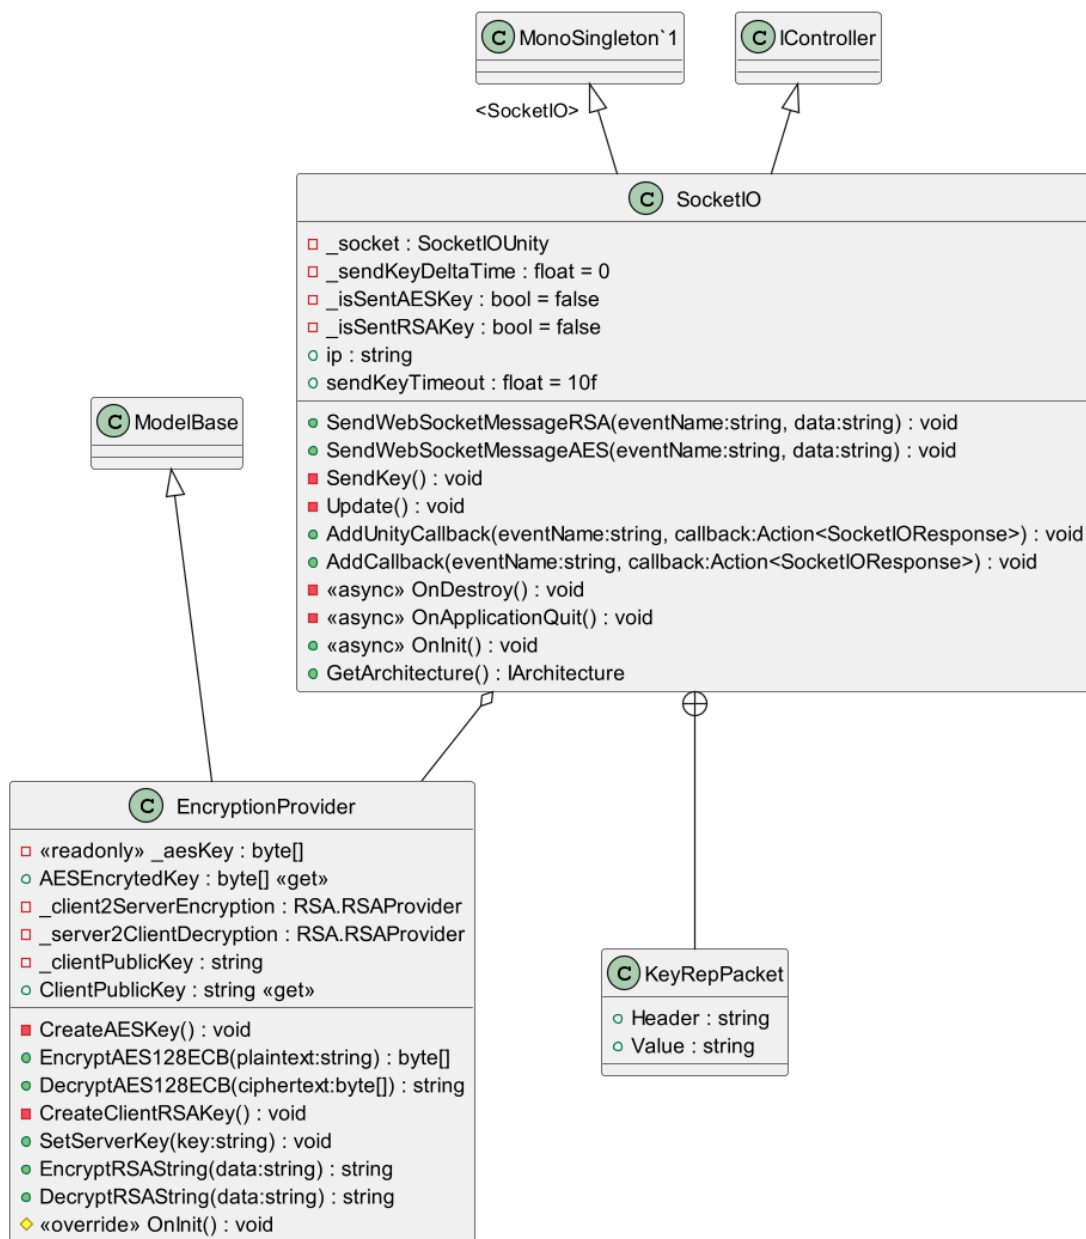 C MonoSingleton`1
C IController
<SocketIO>
C SocketIO
_socket : SocketIOUnity
_sendKeyDeltaTime : float = 0
_isSentAESKey : bool = false
_isSentRSAKey : bool = false
ip : string
sendKeyTimeout : float = 10f
SendWebSocketMessageRSA(eventName:string, data:string) : void
SendWebSocketMessageAES(eventName:string, data:string) : void
SendKey() : void
Update() : void
AddUnityCallback(eventName:string, callback:Action<SocketIOResponse>) : void
AddCallback(eventName:string, callback:Action<SocketIOResponse>) : void
«async» OnDestroy() : void
«async» OnApplicationQuit() : void
«async» OnInit() : void
GetArchitecture() : IArchitecture
C ModelBase
C EncryptionProvider
«readonly» _aesKey : byte[]
AESEncrytedKey : byte[] «get»
_client2ServerEncryption : RSA.RSAProvider
_server2ClientDecryption : RSA.RSAProvider
_clientPublicKey : string
ClientPublicKey : string «get»
CreateAESKey() : void
EncryptAES128ECB(plaintext:string) : byte[]
DecryptAES128ECB(ciphertext:byte[]) : string
CreateClientRSAKey() : void
SetServerKey(key:string) : void
EncryptRSAString(data:string) : string
DecryptRSAString(data:string) : string
«override» OnInit() : void
C KeyRepPacket
Header : string
Value : string